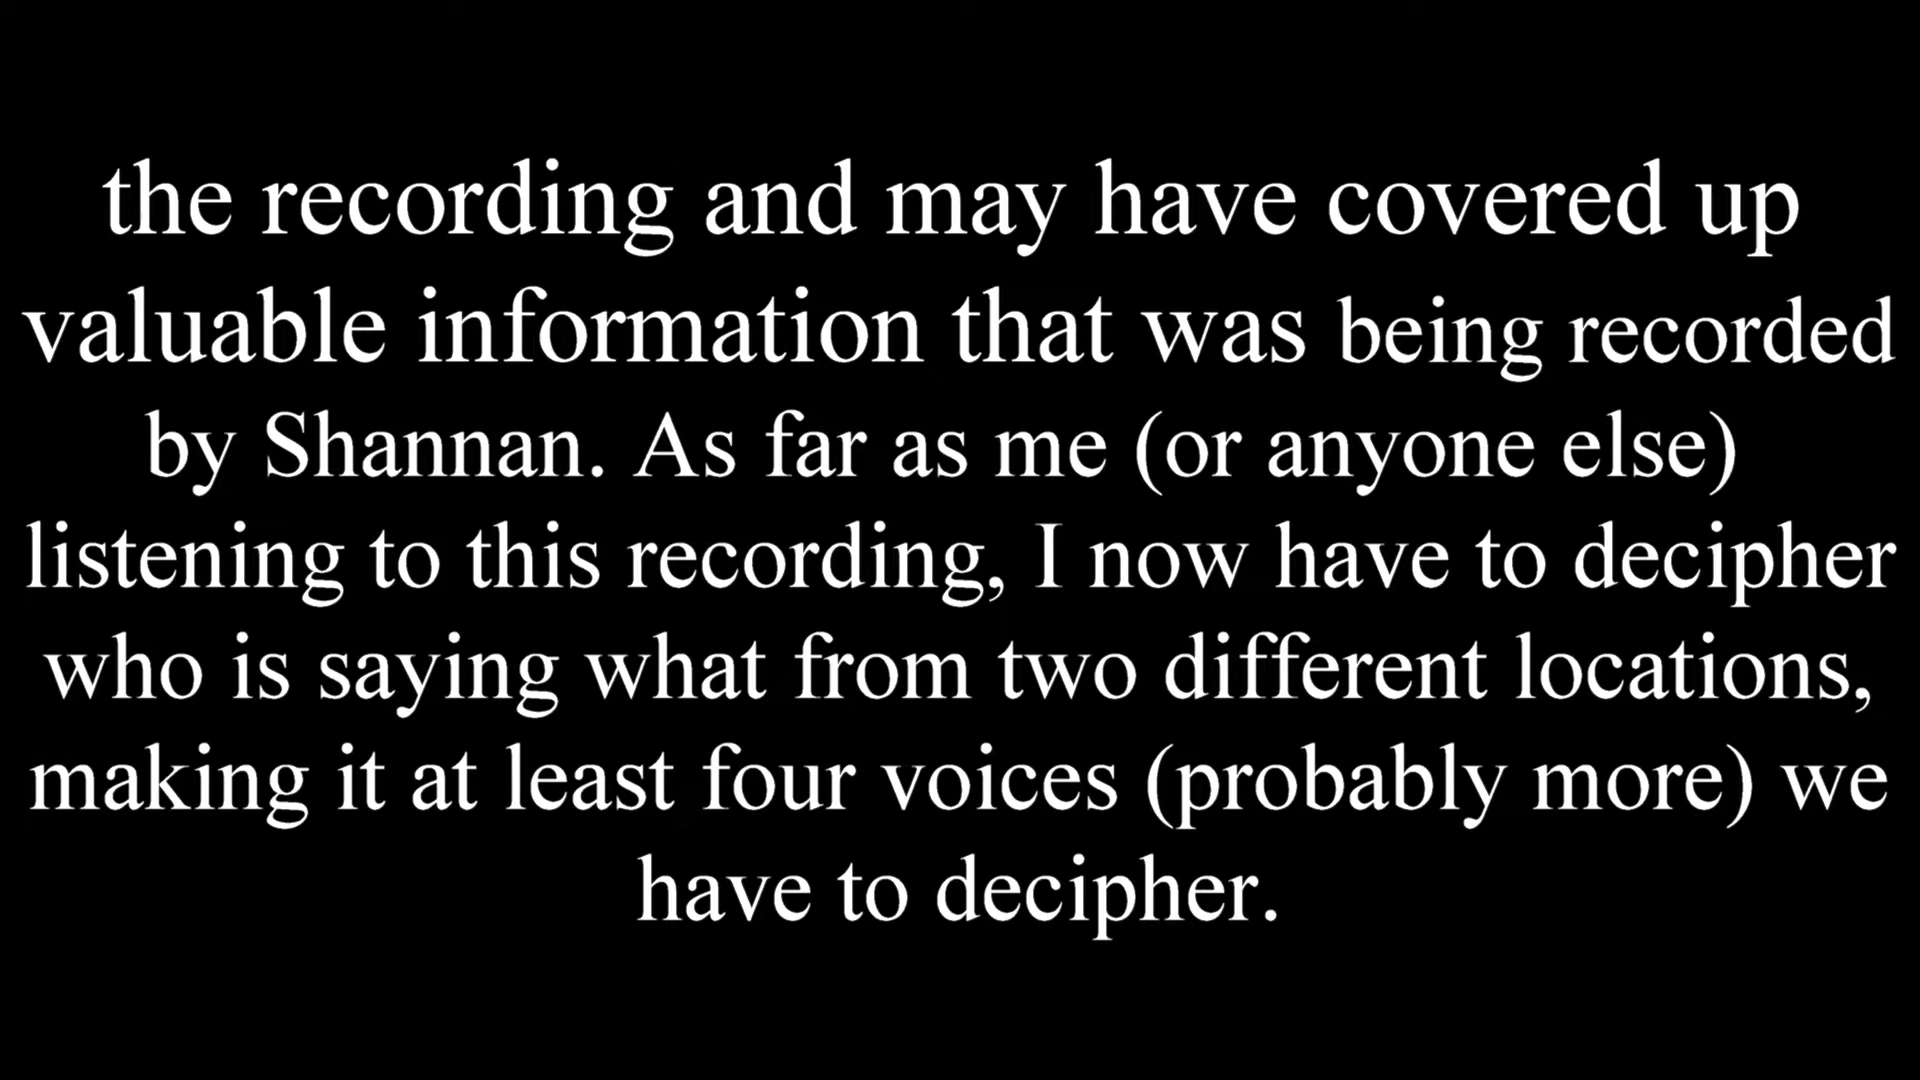 the recording and may have covered up
valuable information that was being recorded
by Shannan. As far as me (or anyone else)
listening to this recording, I now have to decipher
who is saying what from two different locations,
making it at least four voices (probably more) we
have to decipher.